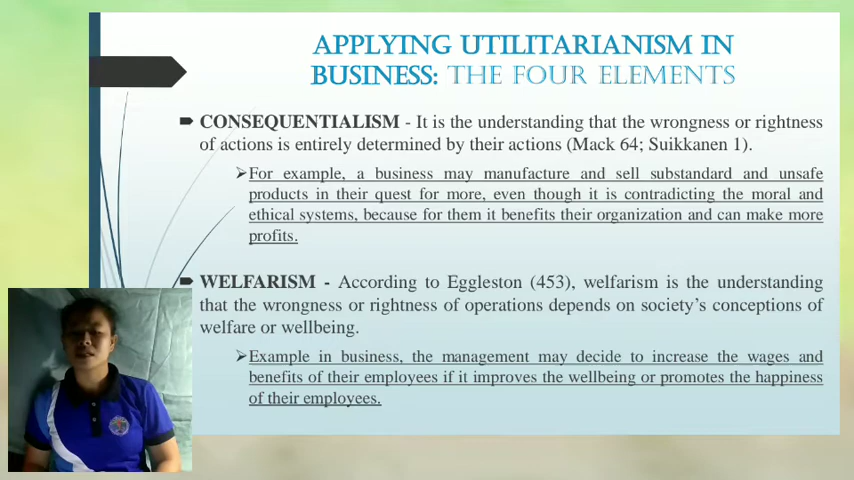 APPLYING UTILITARIANISM IN
BUSINESS: THE FOUR ELEMENTS
CONSEQUENTIALISM - It is the understanding that the wrongness or rightness
of actions is entirely determined by their actions (Mack 64; Suikkanen 1).
For example, a business may manufacture and sell substandard and unsafe
products in their quest for more, even though it is contradicting the moral and
ethical systems, because for them it benefits their organization and can make more
profits.
WELFARISM - According to Eggleston (453), welfarism is the understanding
that the wrongness or rightness of operations depends on society's conceptions of
welfare or wellbeing.
Example in business, the management may decide to increase the wages and
benefits of their employees if it improves the wellbeing or promotes the happiness
of their employees.